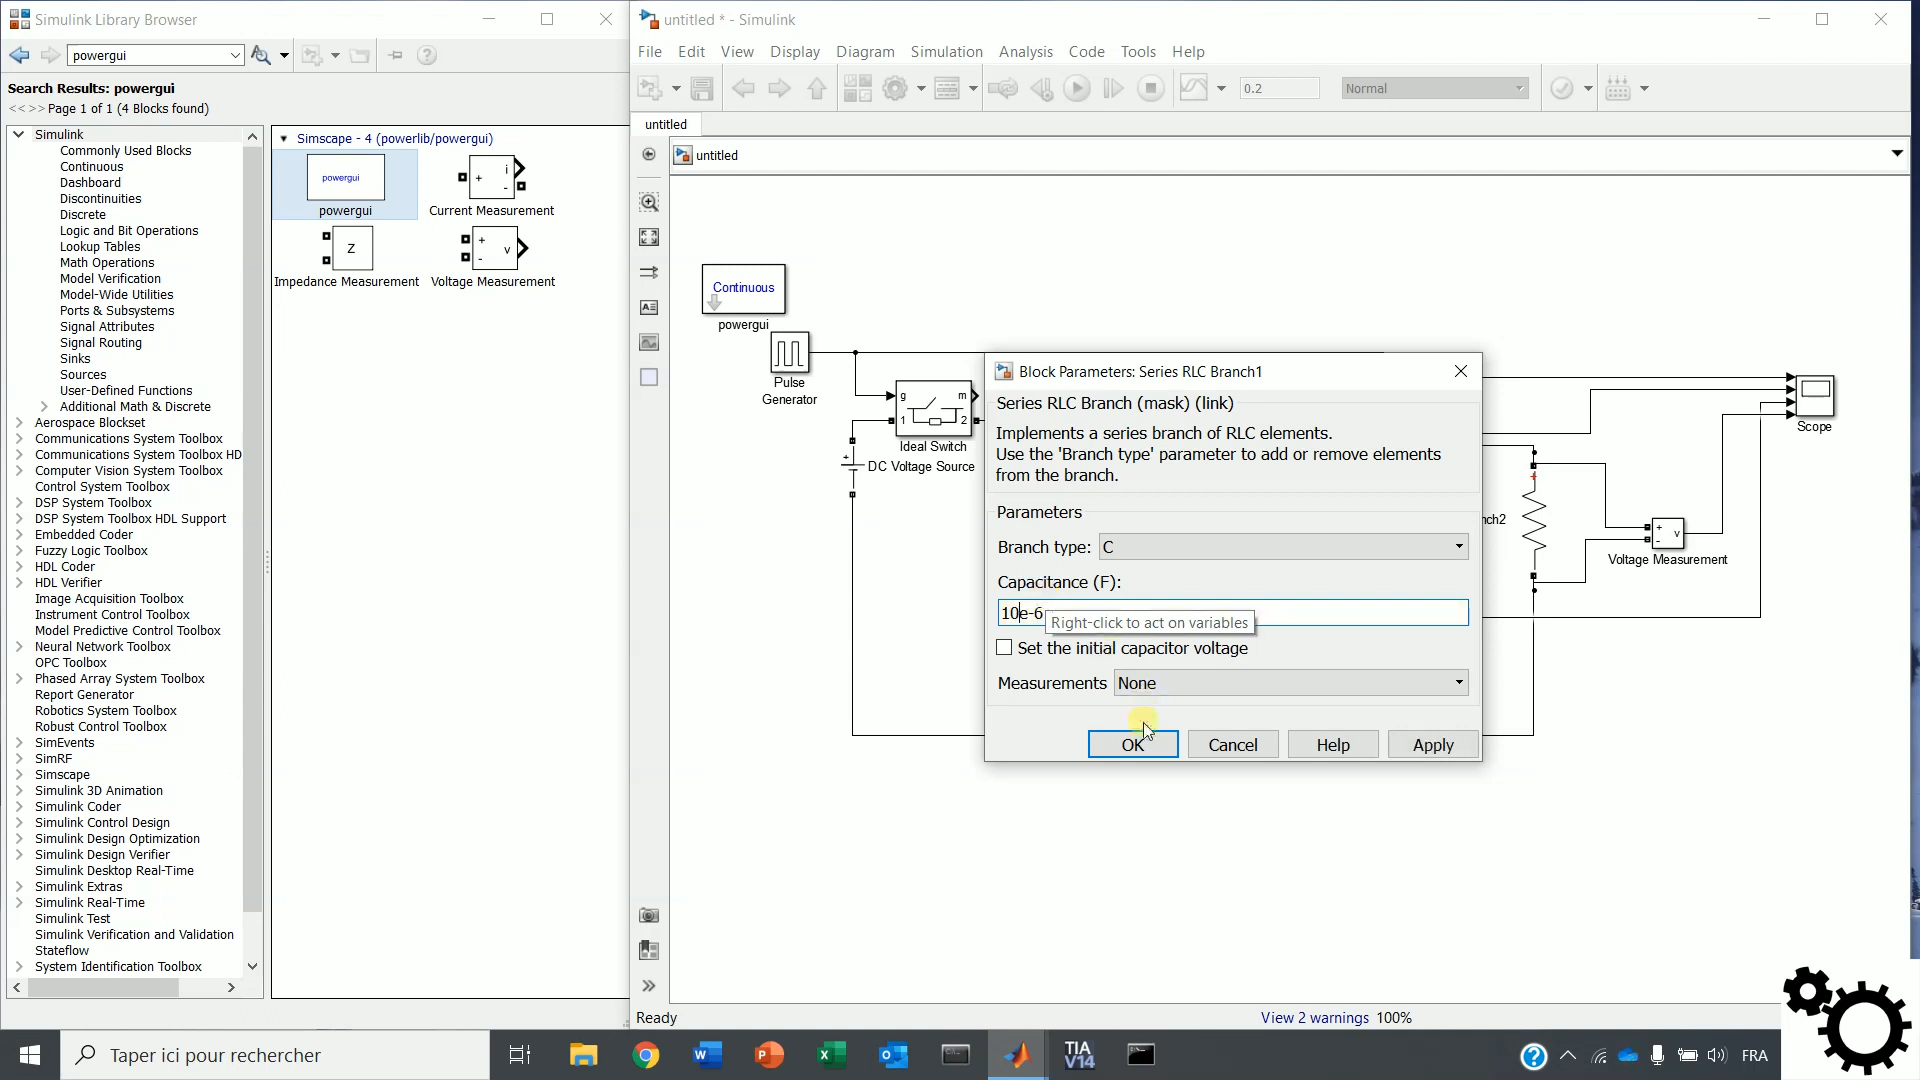 Simulink Library Browser
powergui
Search Results: powergui
<< >> Page 1 of 1 (4 Blocks found)
Simulink
Commonly Used Blocks
Continuous
Dashboard
Discontinuities
Discrete
Logic and Bit Operations
Lookup Tables
Math Operations
Model Verification
Model-Wide Utilities
Ports & Subsystems
Signal Attributes
Signal Routing
Sinks
Sources
User-Defined Functions
Additional Math & Discrete
Aerospace Blockset
Communications System Toolbox
Communications System Toolbox HD
Computer Vision System Toolbox
Control System Toolbox
DSP System Toolbox
DSP System Toolbox HDL Support
Embedded Coder
Fuzzy Logic Toolbox
HDL Coder
HDL Verifier
Image Acquisition Toolbox
Instrument Control Toolbox
Model Predictive Control Toolbox
Neural Network Toolbox
OPC Toolbox
Phased Array System Toolbox
Report Generator
Robotics System Toolbox
Robust Control Toolbox
SimEvents
SimRF
Simscape
Simulink 3D Animation
Simulink Coder
Simulink Control Design
Simulink Design Optimization
Simulink Design Verifier
Simulink Desktop Real-Time
Simulink Extras
Simulink Real-Time
Simulink Test
Simulink Verification and Validation
Stateflow
System Identification Toolbox
Simscape - 4 (powerlib/powergui)
powergui
powergui
+ i -
Current Measurement
Z
Impedance Measurement
+ v -
Voltage Measurement
untitled * - Simulink
File Edit View Display Diagram Simulation Analysis Code Tools Help
0.2
Normal
untitled
untitled
Continuous
powergui
Pulse
Generator
g m
1 2
Ideal Switch
+
DC Voltage Source
Block Parameters: Series RLC Branch1
Series RLC Branch (mask) (link)
Implements a series branch of RLC elements.
Use the 'Branch type' parameter to add or remove elements
from the branch.
Parameters
Branch type: C
Capacitance (F):
10e-6
Right-click to act on variables
Set the initial capacitor voltage
Measurements None
OK Cancel Help Apply
Scope
+
nch2
+ v -
Voltage Measurement
Ready
View 2 warnings 100%
Taper ici pour rechercher
TIA
V14
FRA